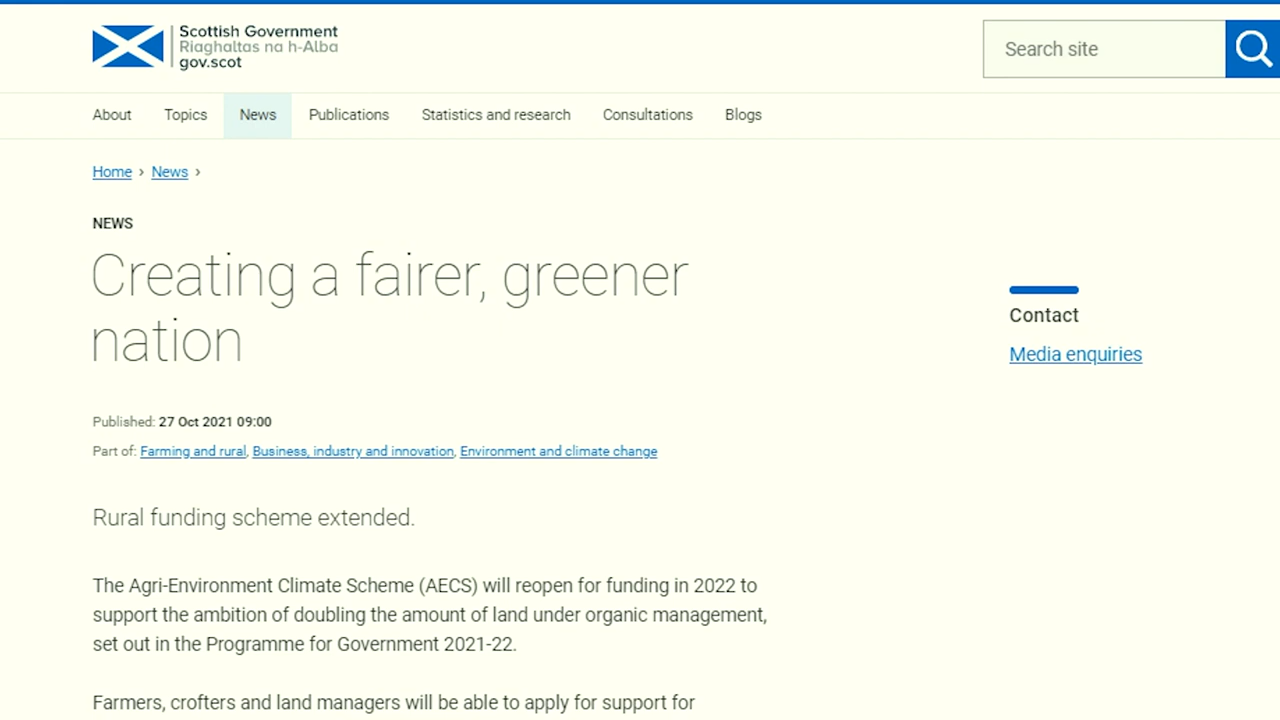 Scottish Government
Riaghaltas na h-Alba
gov.scot
Search site
About Topics News Publications Statistics and research Consultations Blogs
Home › News ›
NEWS
Creating a fairer, greener
nation
Contact
Media enquiries
Published: 27 Oct 2021 09:00
Part of: Farming and rural, Business, industry and innovation, Environment and climate change
Rural funding scheme extended.
The Agri-Environment Climate Scheme (AECS) will reopen for funding in 2022 to
support the ambition of doubling the amount of land under organic management,
set out in the Programme for Government 2021-22.
Farmers, crofters and land managers will be able to apply for support for